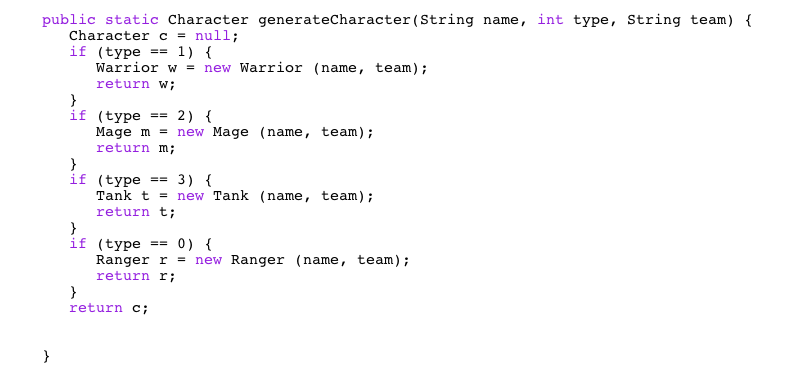 public static Character generateCharacter(String name, int type, String team) {
Character c = null;
if (type == 1) {
Warrior w = new Warrior (name, team);
return w;
}
if (type == 2) {
Mage m = new Mage (name, team);
return m;
}
if (type == 3) {
Tank t = new Tank (name, team);
return t;
}
if (type == 0) {
Ranger r = new Ranger (name, team);
return r;
}
return c;
}